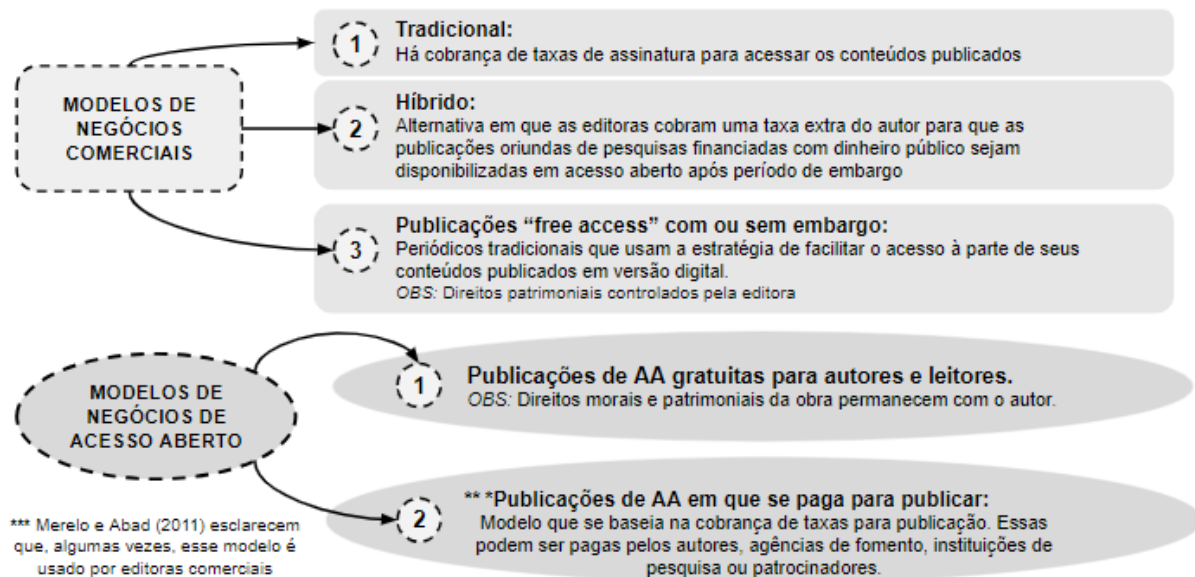 MODELOS DE
NEGÓCIOS
COMERCIAIS
1
Tradicional:
Há cobrança de taxas de assinatura para acessar os conteúdos publicados
2
Híbrido:
Alternativa em que as editoras cobram uma taxa extra do autor para que as
publicações oriundas de pesquisas financiadas com dinheiro público sejam
disponibilizadas em acesso aberto após período de embargo
3
Publicações “free access” com ou sem embargo:
Periódicos tradicionais que usam a estratégia de facilitar o acesso à parte de seus
conteúdos publicados em versão digital.
OBS: Direitos patrimoniais controlados pela editora
MODELOS DE
NEGÓCIOS DE
ACESSO ABERTO
1
Publicações de AA gratuitas para autores e leitores.
OBS: Direitos morais e patrimoniais da obra permanecem com o autor.
2
** *Publicações de AA em que se paga para publicar:
Modelo que se baseia na cobrança de taxas para publicação. Essas
podem ser pagas pelos autores, agências de fomento, instituições de
pesquisa ou patrocinadores.
*** Merelo e Abad (2011) esclarecem
que, algumas vezes, esse modelo é
usado por editoras comerciais